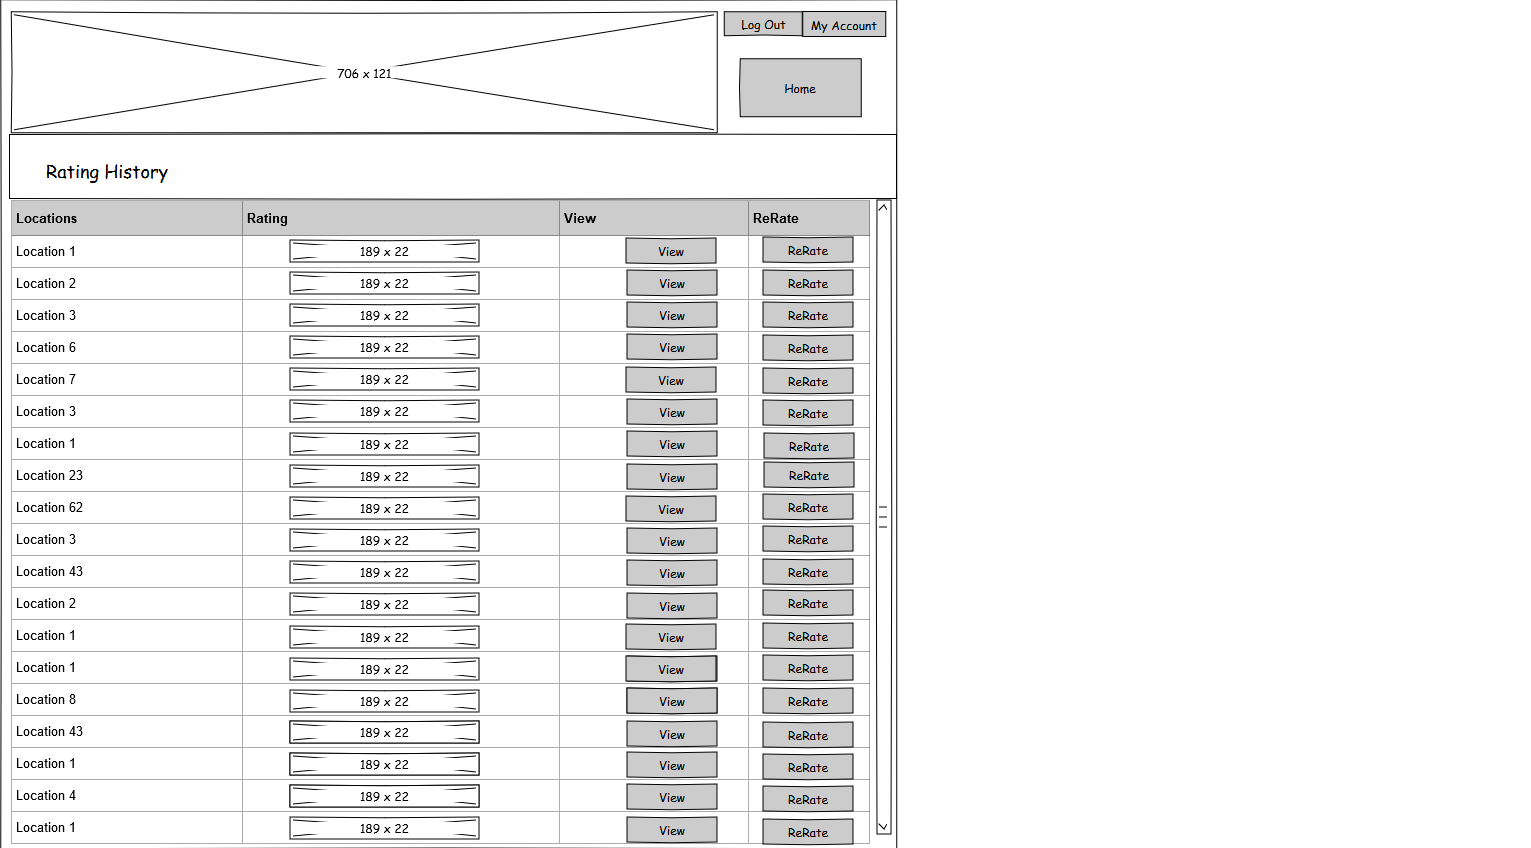 Log Out My Account
706 x 121
Home
Rating History
Locations Rating View ReRate
Location 1 189 x 22 View ReRate
Location 2 189 x 22 View ReRate
Location 3 189 x 22 View ReRate
Location 6 189 x 22 View ReRate
Location 7 189 x 22 View ReRate
Location 3 189 x 22 View ReRate
Location 1 189 x 22 View ReRate
Location 23 189 x 22 View ReRate
Location 62 189 x 22 View ReRate
Location 3 189 x 22 View ReRate
Location 43 189 x 22 View ReRate
Location 2 189 x 22 View ReRate
Location 1 189 x 22 View ReRate
Location 1 189 x 22 View ReRate
Location 8 189 x 22 View ReRate
Location 43 189 x 22 View ReRate
Location 1 189 x 22 View ReRate
Location 4 189 x 22 View ReRate
Location 1 189 x 22 View ReRate